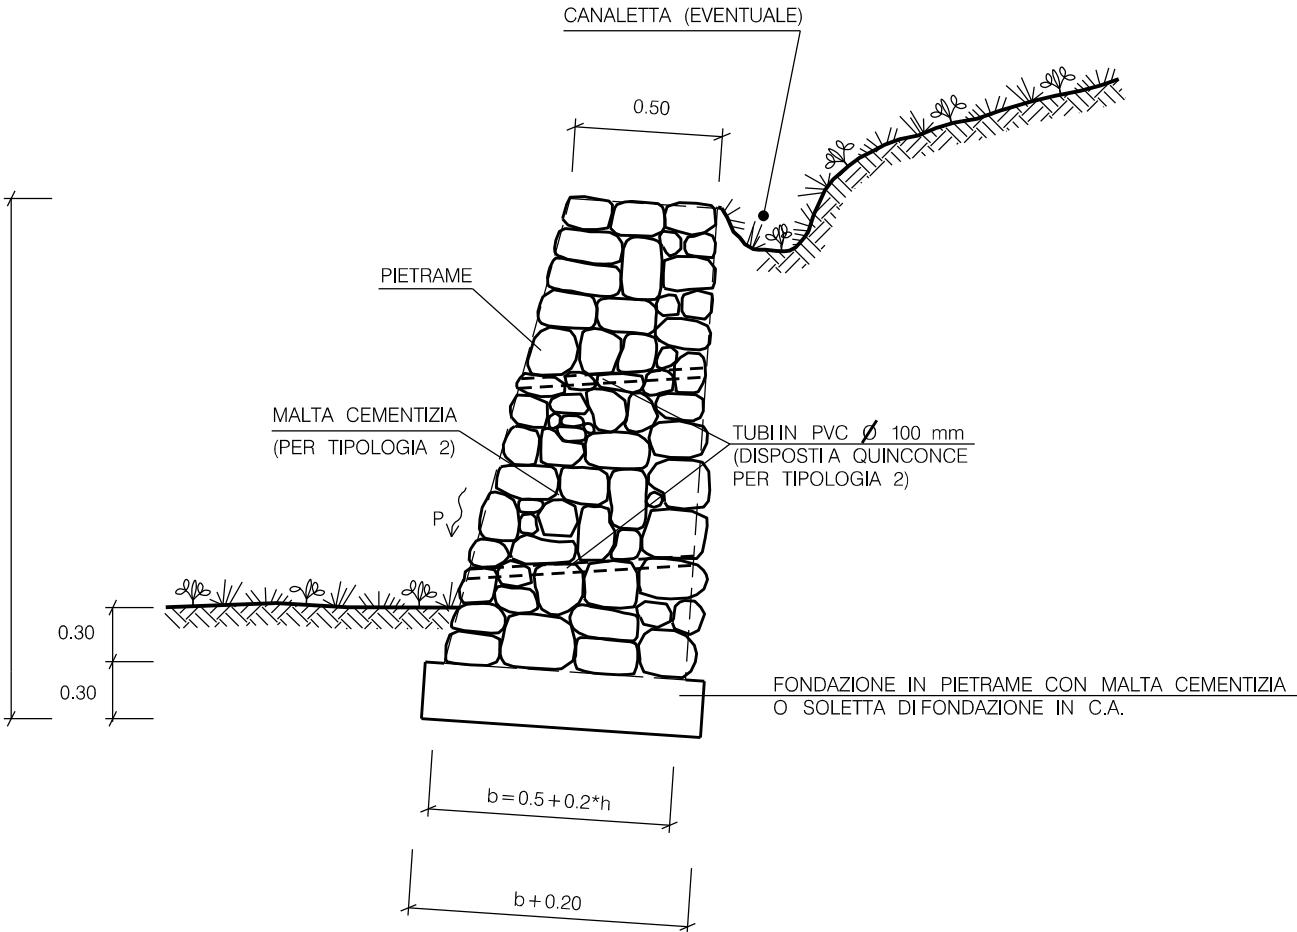 CANALETTA (EVENTUALE)
0.50
PIETRAME
MALTA CEMENTIZIA
(PER TIPOLOGIA 2)
TUBI IN PVC Ø 100 mm
(DISPOSTI A QUINCONCE
PER TIPOLOGIA 2)
P
0.30
0.30
FONDAZIONE IN PIETRAME CON MALTA CEMENTIZIA
O SOLETTA DI FONDAZIONE IN C.A.
b=0.5+0.2*h
b+0.20